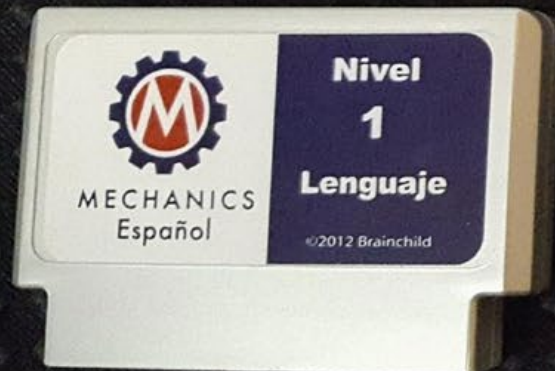 M
MECHANICS
Español
Nivel
1
Lenguaje
©2012 Brainchild